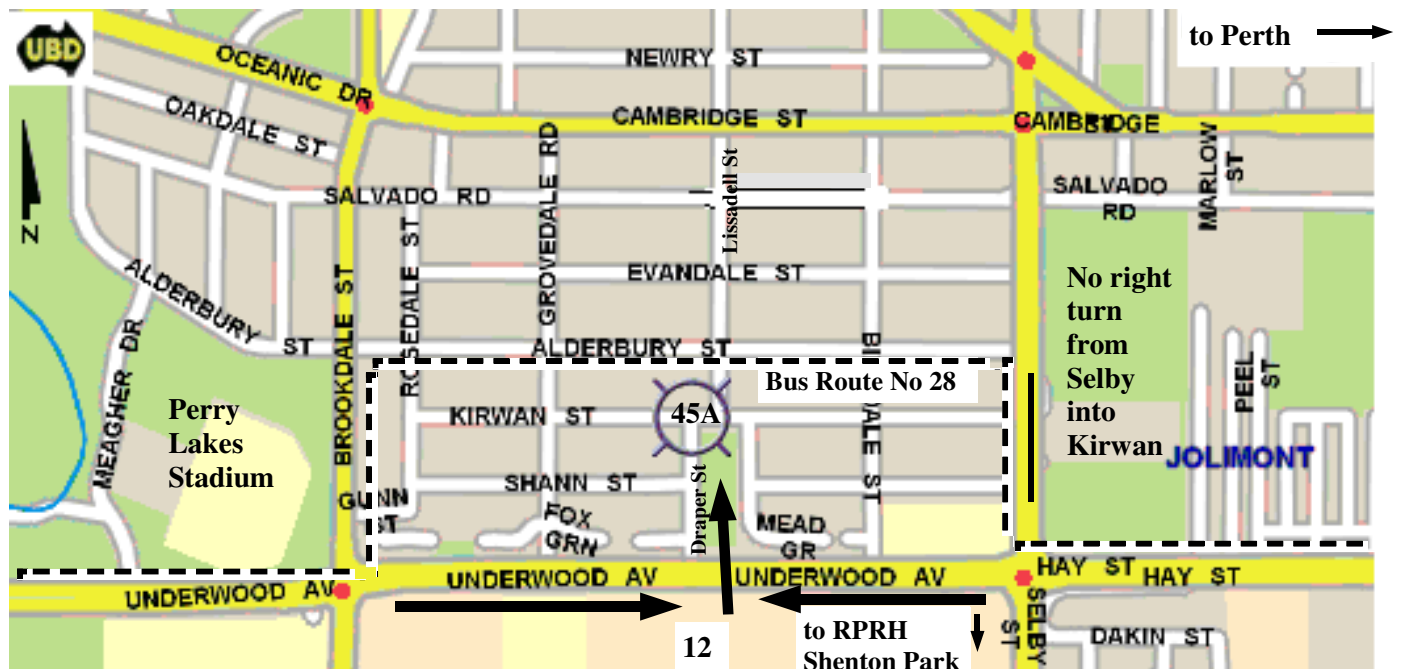 UBD
to Perth
OCEANIC DR
NEWRY ST
OAKDALE ST
CAMBRIDGE ST
CAMBRIDGE
ST
GROVEDALE RD
Lissadell St
MARLOW ST
SALVADO RD
SALVADO
RD
N
ROSEDALE ST
EVANDALE ST
ALDERBURY ST
ALDERBURY ST
BROOKDALE ST
MEAGHER DR
No right
turn
from
Selby
into
Kirwan
Bus Route No 28
PEEL ST
Perry
Lakes
Stadium
KIRWAN ST
45A
JOLIMONT
SHANN ST
Draper St
GUNN
ST
FOX
GRN
MEAD
GR
UNDERWOOD AV
UNDERWOOD AV
UNDERWOOD AV
HAY ST
HAY ST
SELBY
ST
DAKIN ST
12
to RPRH
Shenton Park